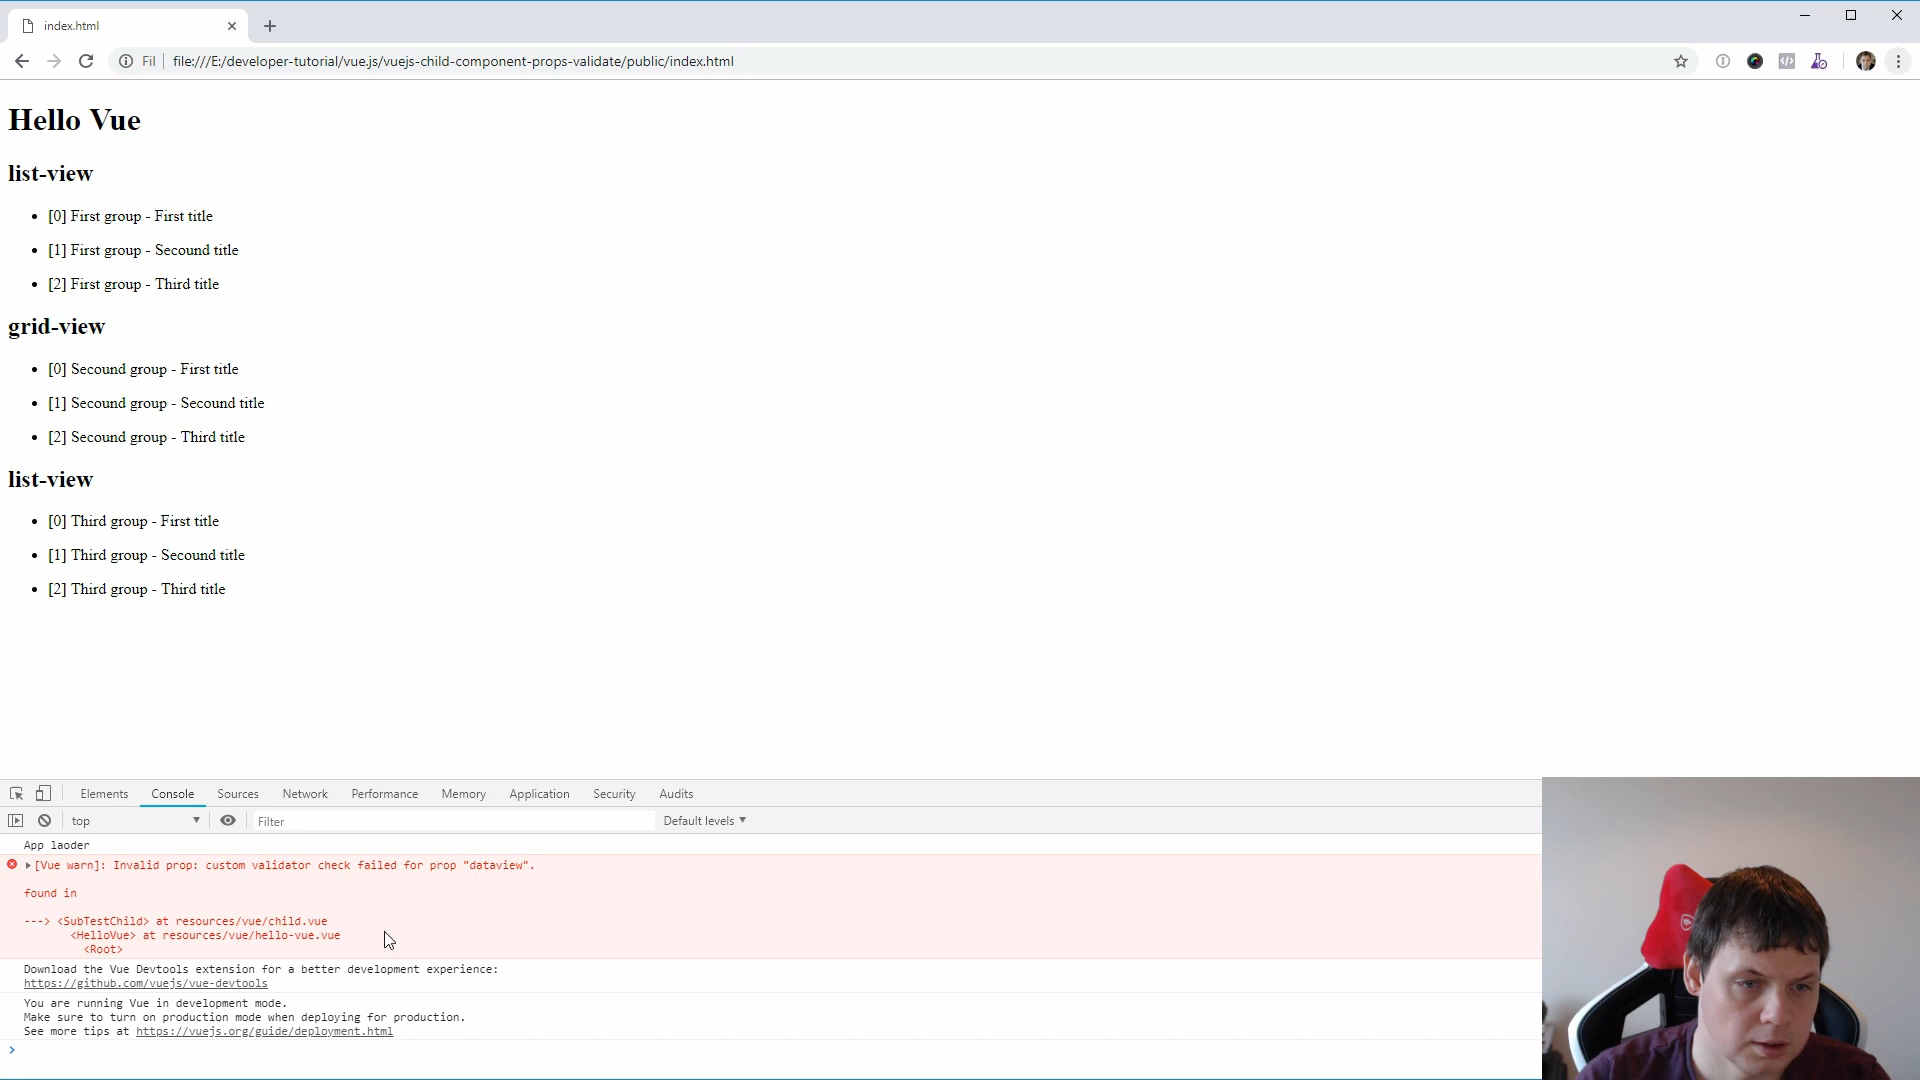 index.html
Fil file:///E:/developer-tutorial/vue.js/vuejs-child-component-props-validate/public/index.html
Hello Vue
list-view
[0] First group - First title
[1] First group - Secound title
[2] First group - Third title
grid-view
[0] Secound group - First title
[1] Secound group - Secound title
[2] Secound group - Third title
list-view
[0] Third group - First title
[1] Third group - Secound title
[2] Third group - Third title
Elements Console Sources Network Performance Memory Application Security Audits
top Filter Default levels
App laoder
[Vue warn]: Invalid prop: custom validator check failed for prop "dataview".
found in
---> <SubTestChild> at resources/vue/child.vue
<HelloVue> at resources/vue/hello-vue.vue
<Root>
Download the Vue Devtools extension for a better development experience:
https://github.com/vuejs/vue-devtools
You are running Vue in development mode.
Make sure to turn on production mode when deploying for production.
See more tips at https://vuejs.org/guide/deployment.html